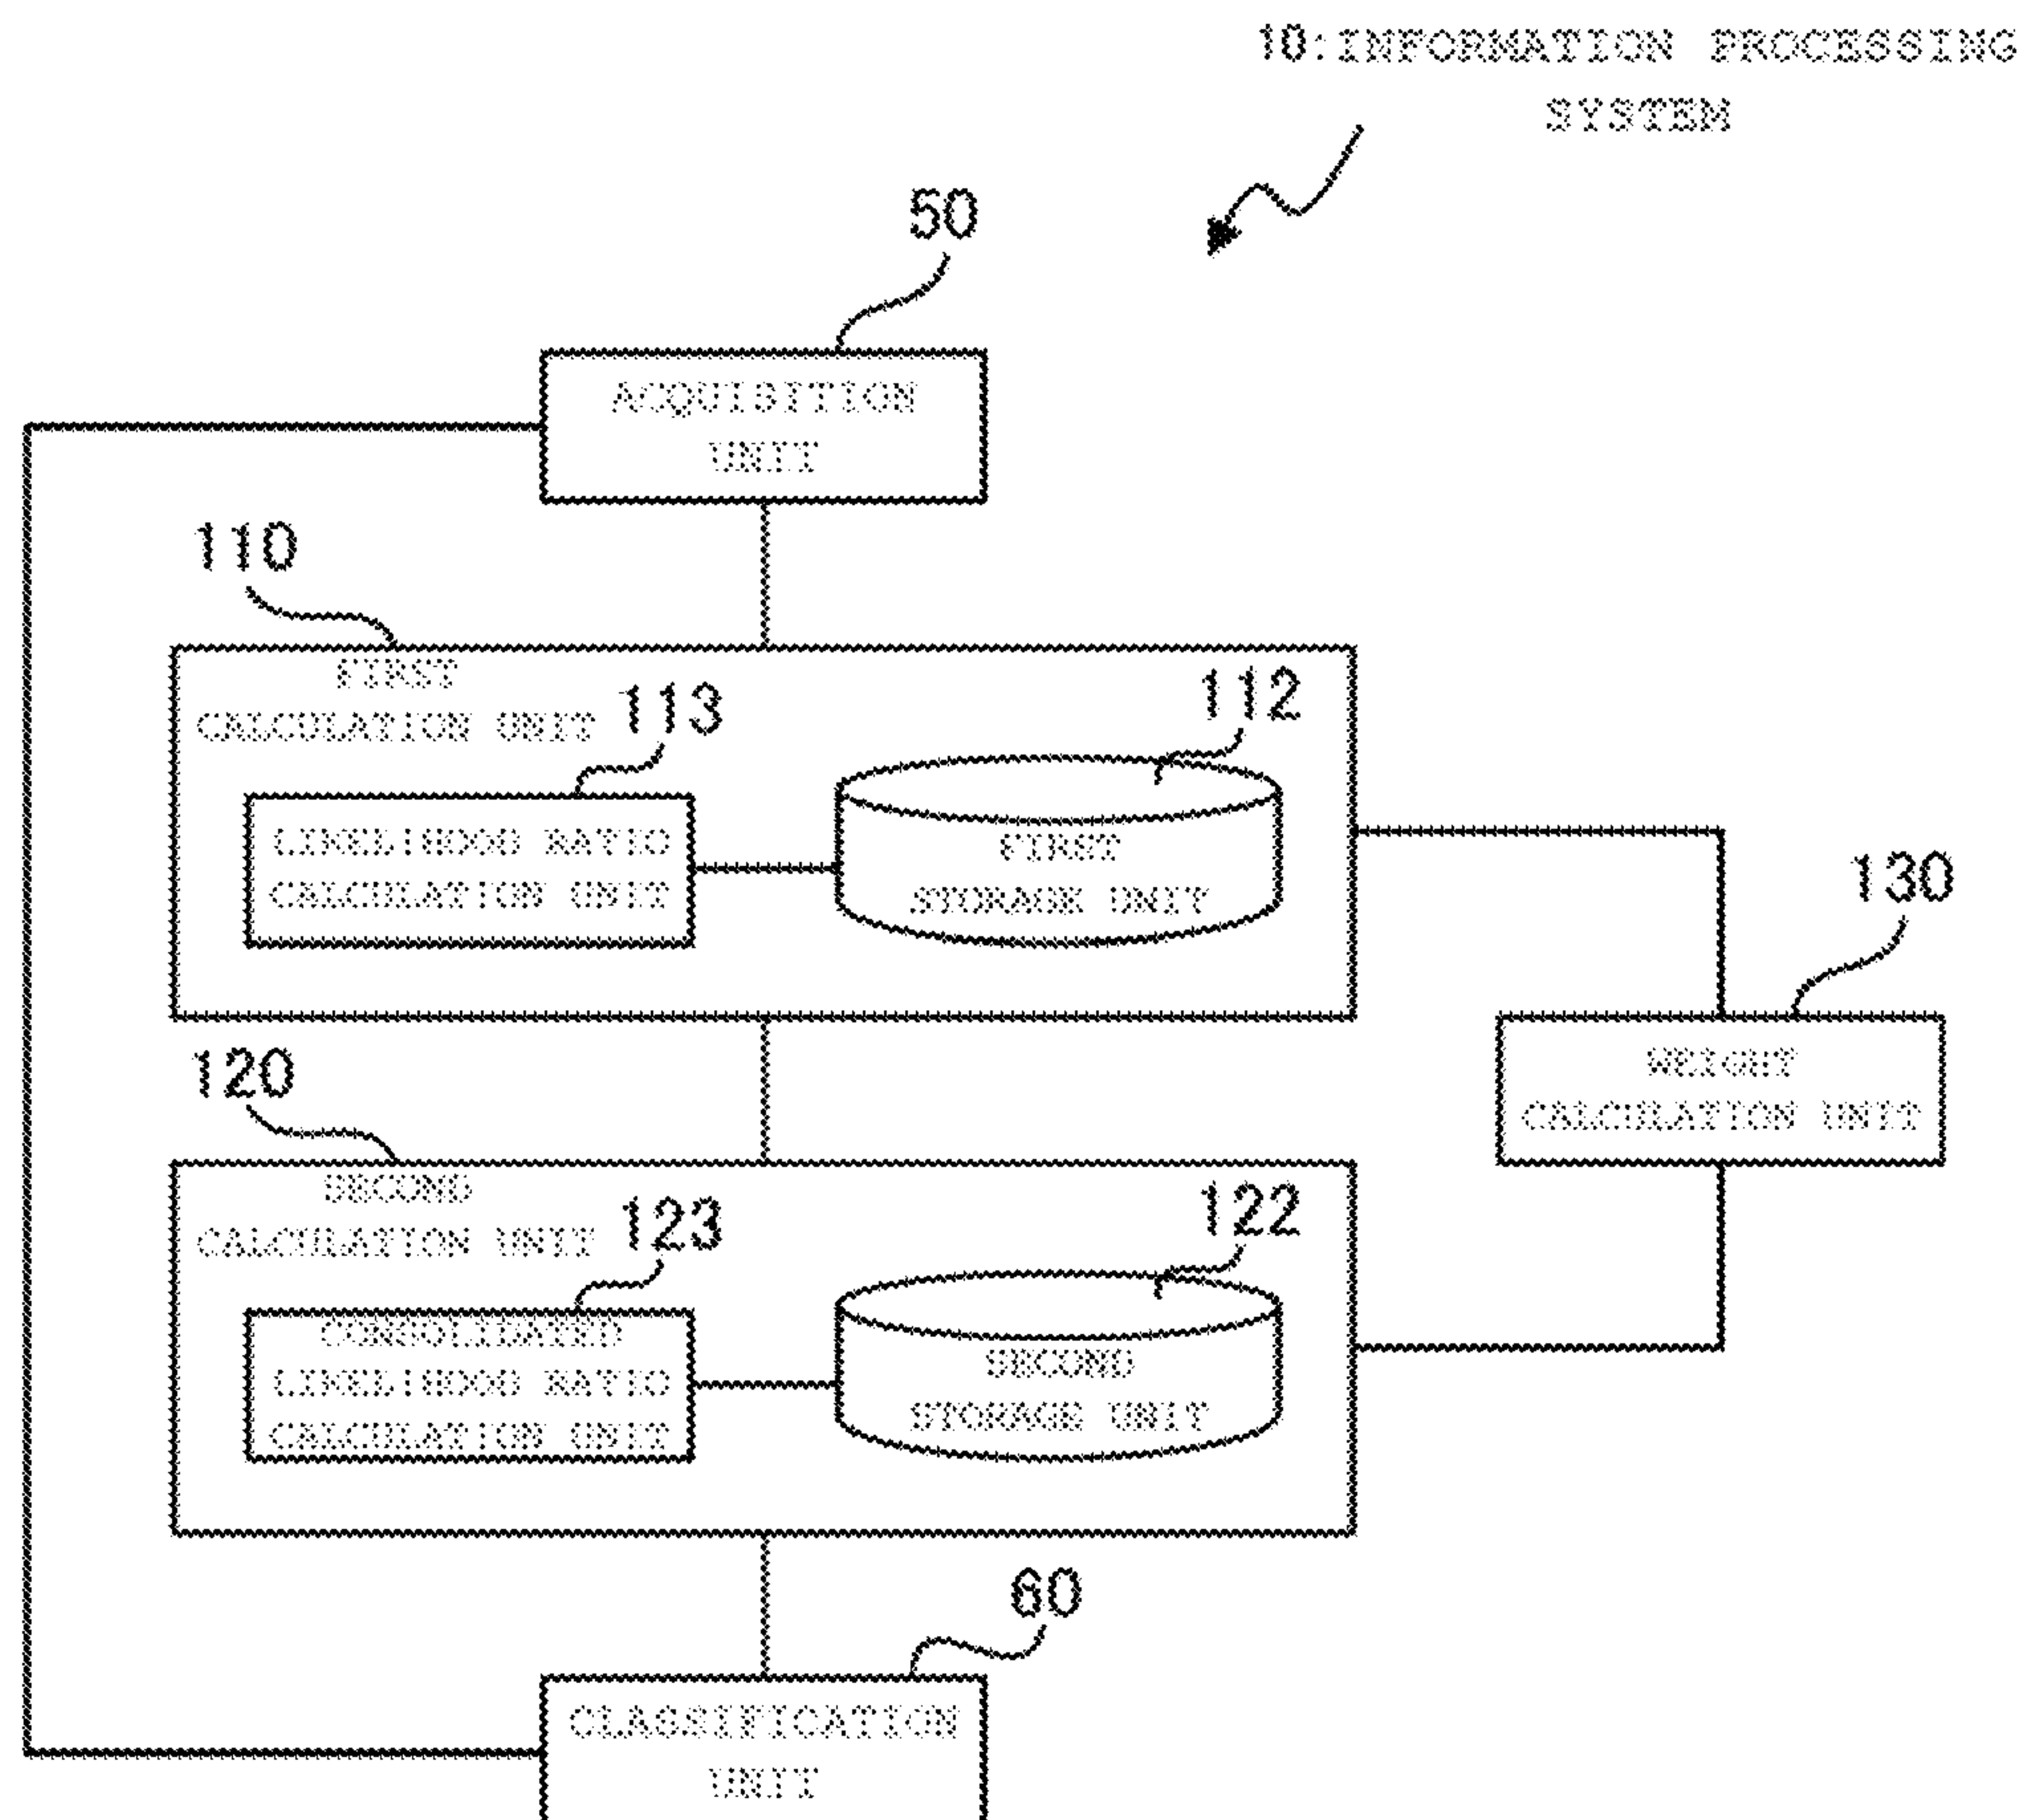 10:INFORMATION PROCESSING
SYSTEM
50
ACQUISITION
UNIT
110
FIRST
CALCULATION UNIT
113
112
LIKELIHOOD RATIO
CALCULATION UNIT
FIRST
STORAGE UNIT
130
WEIGHT
CALCULATION UNIT
120
SECOND
CALCULATION UNIT
123
122
CONSOLIDATED
LIKELIHOOD RATIO
CALCULATION UNIT
SECOND
STORAGE UNIT
60
CLASSIFICATION
UNIT